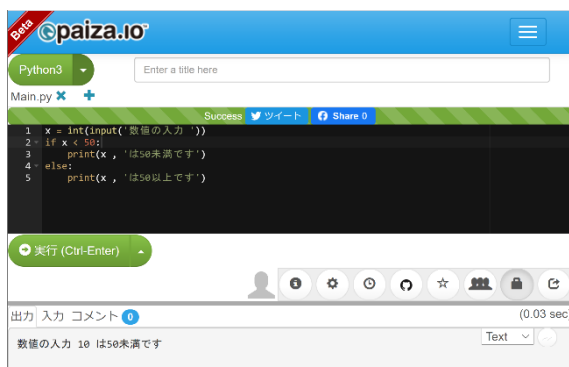 Beta
paiza.IO
Python3
Enter a title here
Main.py
Success ツイート Share 0
1 x = int(input('数値の入力 '))
2 if x < 50:
3 print(x , 'は50未満です')
4 else:
5 print(x , 'は50以上です')
実行 (Ctrl-Enter)
出力 入力 コメント 0 (0.03 sec)
Text
数値の入力 10 は50未満です